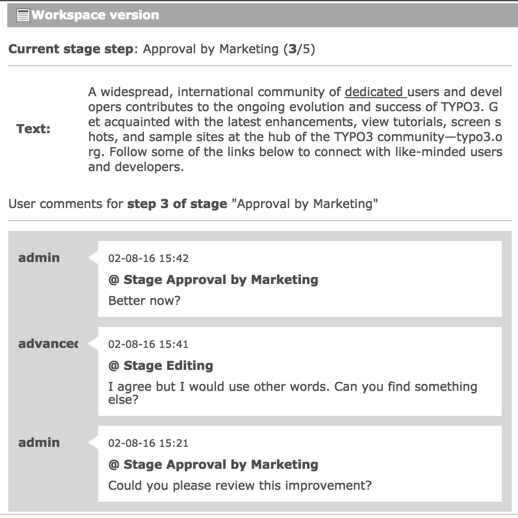 Workspace version
Current stage step: Approval by Marketing (3/5)
A widespread, international community of dedicated users and devel
opers contributes to the ongoing evolution and success of TYPO3. G
et acquainted with the latest enhancements, view tutorials, screen s
Text:
hots, and sample sites at the hub of the TYPO3 community—typo3.o
rg. Follow some of the links below to connect with like-minded users
and developers.
User comments for step 3 of stage "Approval by Marketing"
admin
02-08-16 15:42
@ Stage Approval by Marketing
Better now?
advanced
02-08-16 15:41
@ Stage Editing
I agree but I would use other words. Can you find something
else?
admin
02-08-16 15:21
@ Stage Approval by Marketing
Could you please review this improvement?